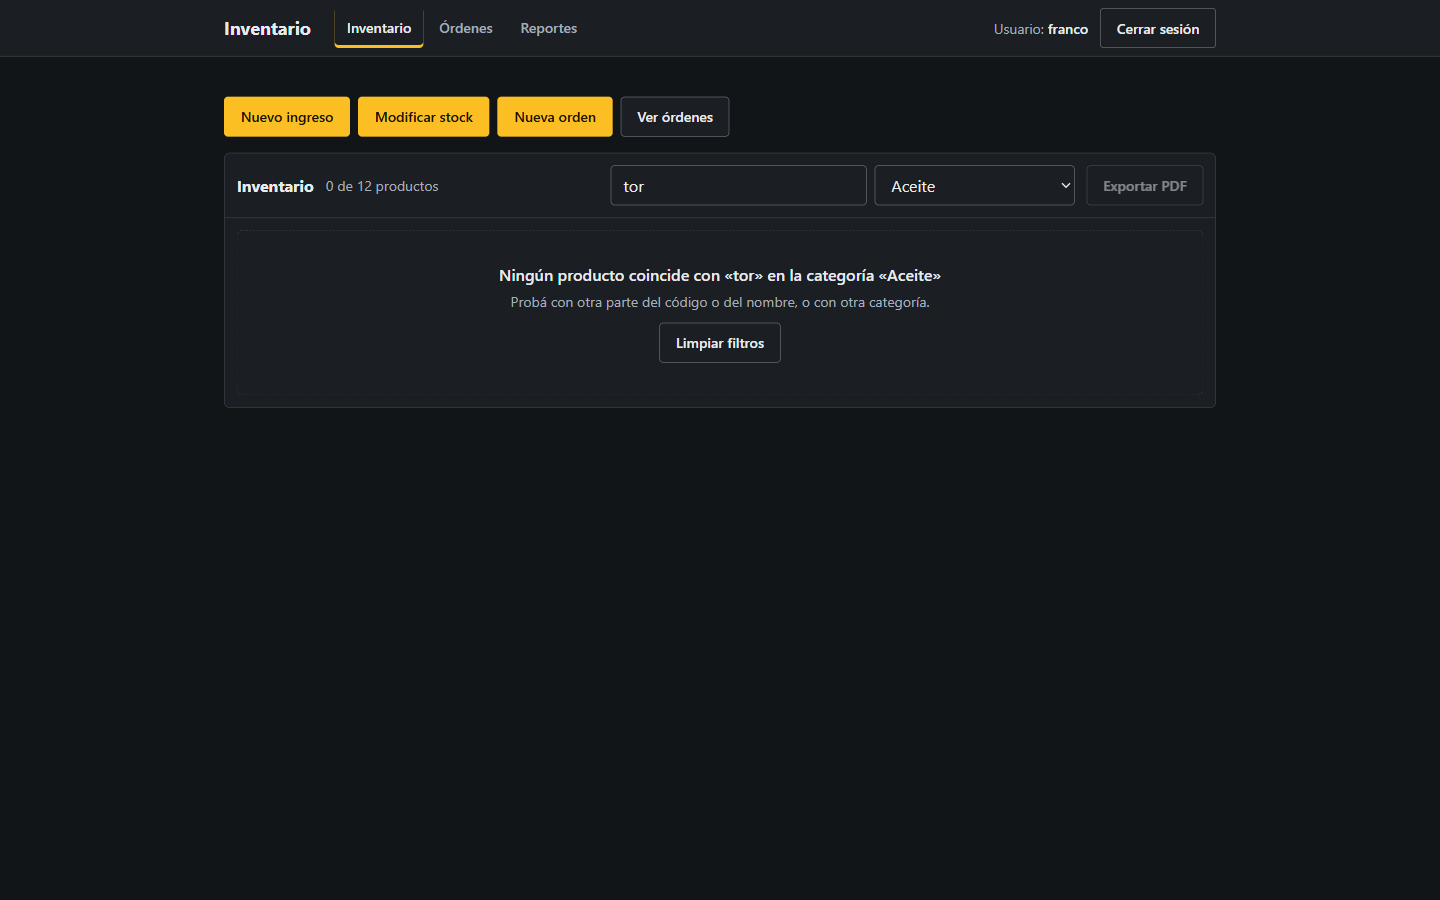 Inventario Inventario Órdenes Reportes Usuario: franco Cerrar sesión
Nuevo ingreso Modificar stock Nueva orden Ver órdenes
Inventario 0 de 12 productos tor Aceite Exportar PDF
Ningún producto coincide con «tor» en la categoría «Aceite»
Probá con otra parte del código o del nombre, o con otra categoría.
Limpiar filtros